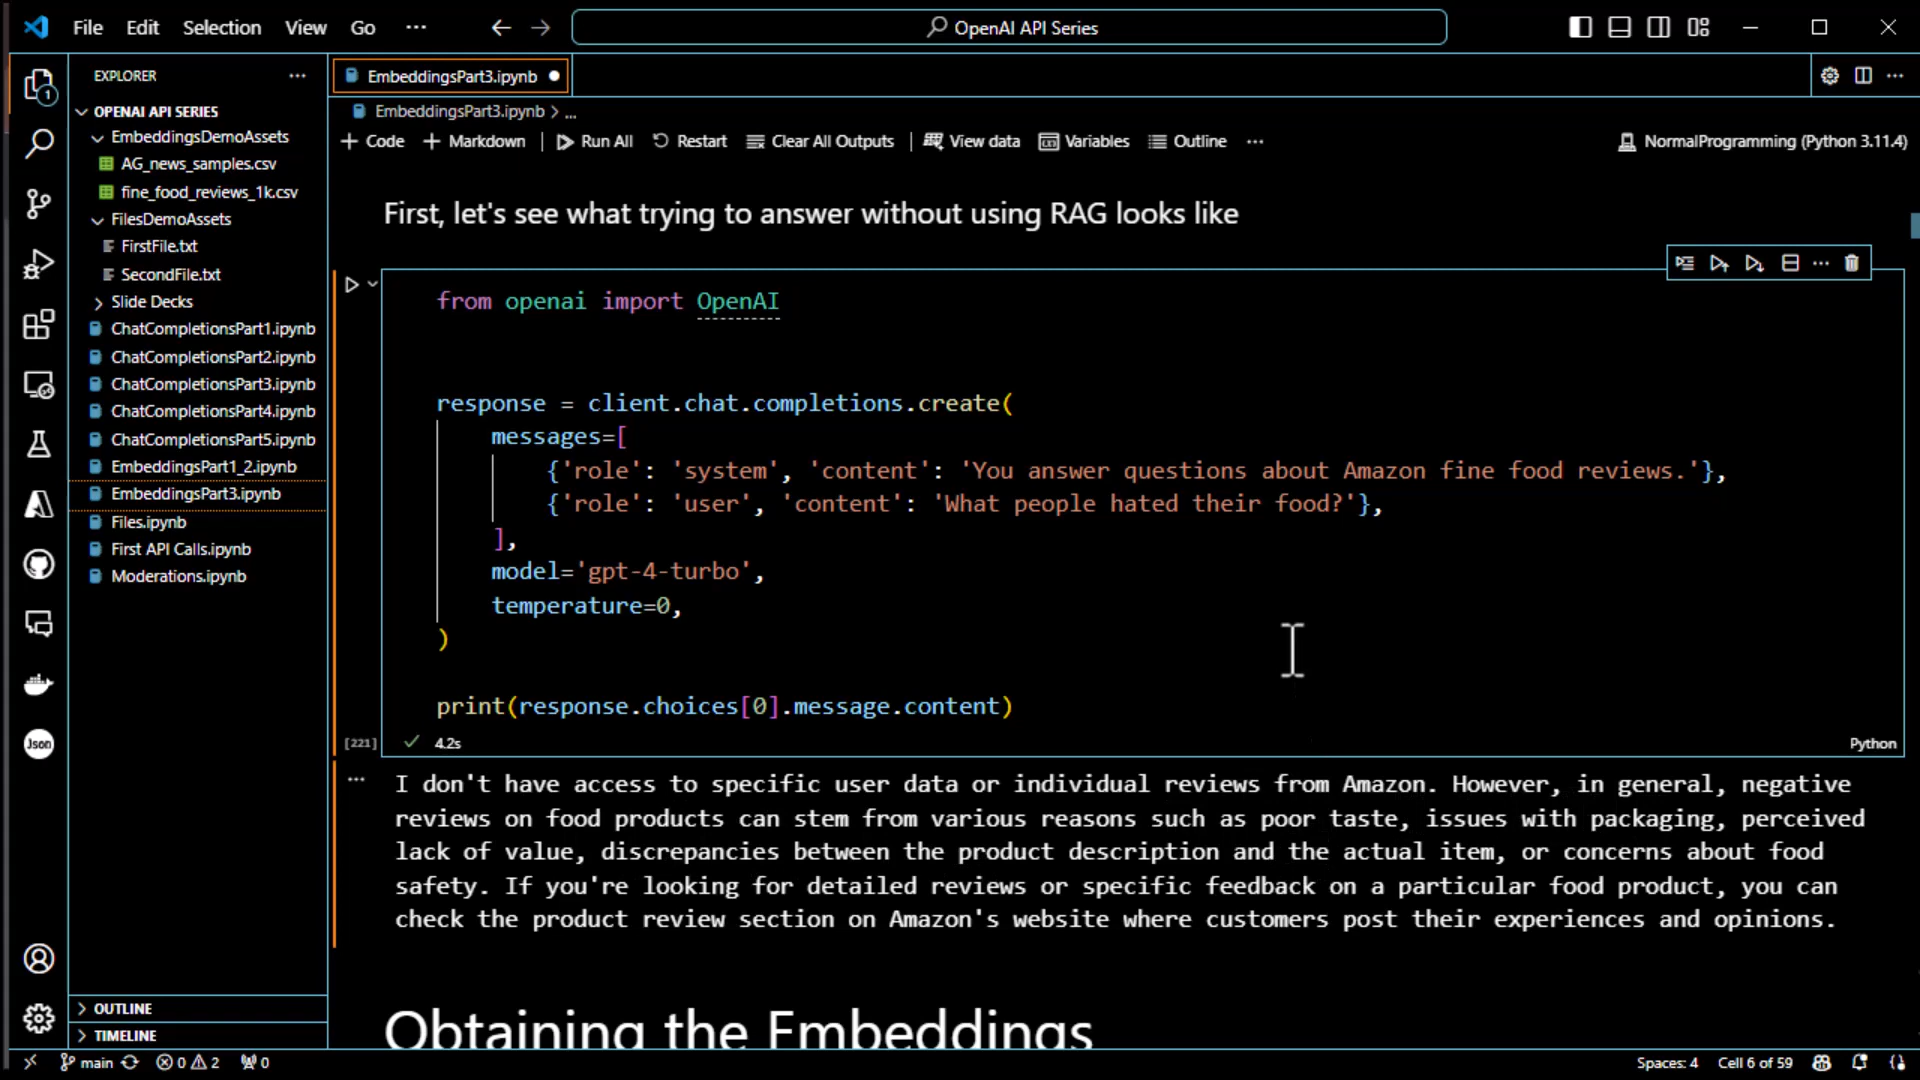 File Edit Selection View Go ···
OpenAI API Series
EXPLORER ···
OPENAI API SERIES
EmbeddingsDemoAssets
AG_news_samples.csv
fine_food_reviews_1k.csv
FilesDemoAssets
FirstFile.txt
SecondFile.txt
Slide Decks
ChatCompletionsPart1.ipynb
ChatCompletionsPart2.ipynb
ChatCompletionsPart3.ipynb
ChatCompletionsPart4.ipynb
ChatCompletionsPart5.ipynb
EmbeddingsPart1_2.ipynb
EmbeddingsPart3.ipynb
Files.ipynb
First API Calls.ipynb
Moderations.ipynb
OUTLINE
TIMELINE
1
Json
EmbeddingsPart3.ipynb
EmbeddingsPart3.ipynb > ...
+ Code + Markdown | Run All Restart Clear All Outputs | View data Variables Outline ···
NormalProgramming (Python 3.11.4)
First, let's see what trying to answer without using RAG looks like
from openai import OpenAI
response = client.chat.completions.create(
messages=[
{'role': 'system', 'content': 'You answer questions about Amazon fine food reviews.'},
{'role': 'user', 'content': 'What people hated their food?'},
],
model='gpt-4-turbo',
temperature=0,
)
print(response.choices[0].message.content)
[221] 4.2s
Python
I don't have access to specific user data or individual reviews from Amazon. However, in general, negative
reviews on food products can stem from various reasons such as poor taste, issues with packaging, perceived
lack of value, discrepancies between the product description and the actual item, or concerns about food
safety. If you're looking for detailed reviews or specific feedback on a particular food product, you can
check the product review section on Amazon's website where customers post their experiences and opinions.
Obtaining the Embeddings
main 0 2 0
Spaces: 4 Cell 6 of 59